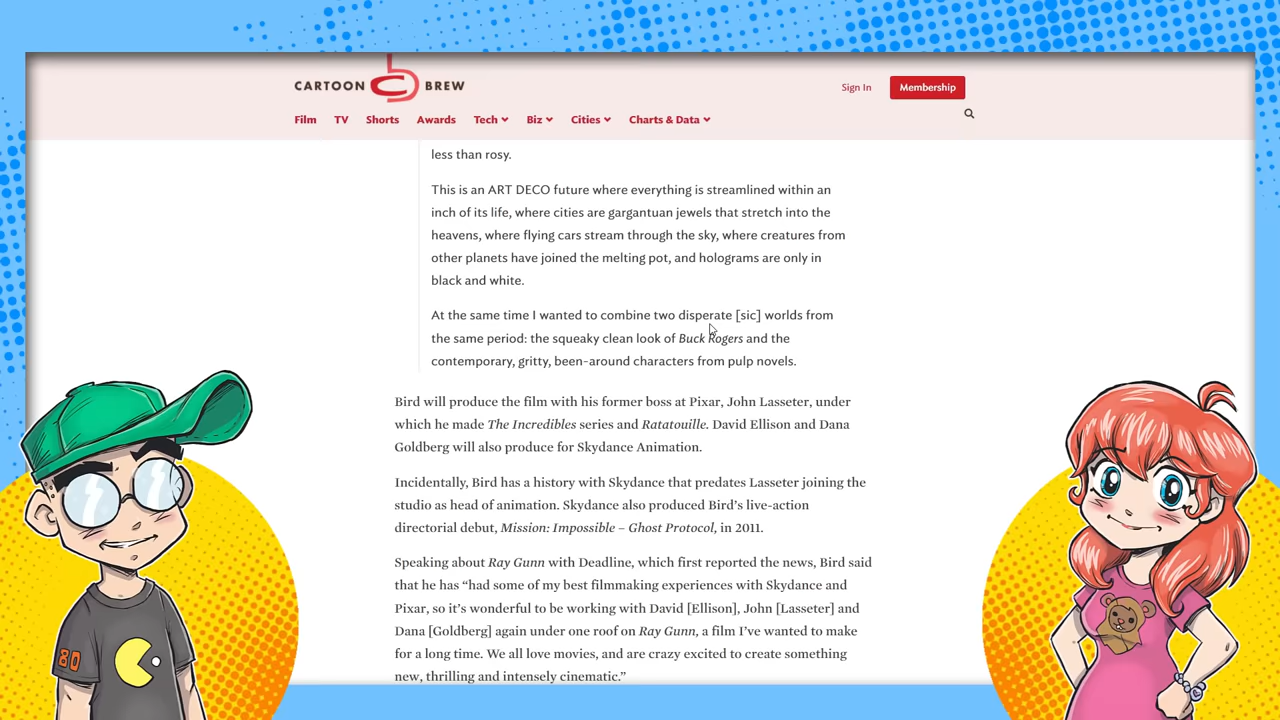 CARTOON BREW
Sign In
Membership
Film TV Shorts Awards Tech Biz Cities Charts & Data
less than rosy.
This is an ART DECO future where everything is streamlined within an
inch of its life, where cities are gargantuan jewels that stretch into the
heavens, where flying cars stream through the sky, where creatures from
other planets have joined the melting pot, and holograms are only in
black and white.
At the same time I wanted to combine two disperate [sic] worlds from
the same period: the squeaky clean look of Buck Rogers and the
contemporary, gritty, been-around characters from pulp novels.
Bird will produce the film with his former boss at Pixar, John Lasseter, under
which he made The Incredibles series and Ratatouille. David Ellison and Dana
Goldberg will also produce for Skydance Animation.
Incidentally, Bird has a history with Skydance that predates Lasseter joining the
studio as head of animation. Skydance also produced Bird’s live-action
directorial debut, Mission: Impossible – Ghost Protocol, in 2011.
Speaking about Ray Gunn with Deadline, which first reported the news, Bird said
that he has “had some of my best filmmaking experiences with Skydance and
Pixar, so it’s wonderful to be working with David [Ellison], John [Lasseter] and
Dana [Goldberg] again under one roof on Ray Gunn, a film I’ve wanted to make
for a long time. We all love movies, and are crazy excited to create something
new, thrilling and intensely cinematic.”
80